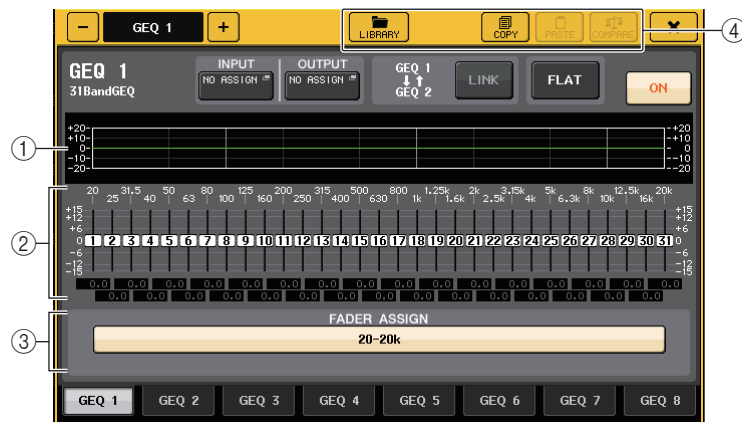 − GEQ 1 + LIBRARY COPY PASTE COMPARE × ④
GEQ 1
31BandGEQ
INPUT
NO ASSIGN
OUTPUT
NO ASSIGN
GEQ 1
↓↑
GEQ 2
LINK
FLAT
ON
①
+20 +20
+10 +10
0 0
−10 −10
−20 −20
②
20 31.5 50 80 125 200 315 500 800 1.25k 2k 3.15k 5k 8k 12.5k 20k
25 40 63 100 160 250 400 630 1k 1.6k 2.5k 4k 6.3k 10k 16k
+15 +15
+12 +12
+6 +6
0 1 2 3 4 5 6 7 8 9 10 11 12 13 14 15 16 17 18 19 20 21 22 23 24 25 26 27 28 29 30 31 0
−6 −6
−12 −12
−15 −15
0.0 0.0 0.0 0.0 0.0 0.0 0.0 0.0 0.0 0.0 0.0 0.0 0.0 0.0 0.0 0.0
0.0 0.0 0.0 0.0 0.0 0.0 0.0 0.0 0.0 0.0 0.0 0.0 0.0 0.0 0.0
③
FADER ASSIGN
20-20k
GEQ 1 GEQ 2 GEQ 3 GEQ 4 GEQ 5 GEQ 6 GEQ 7 GEQ 8